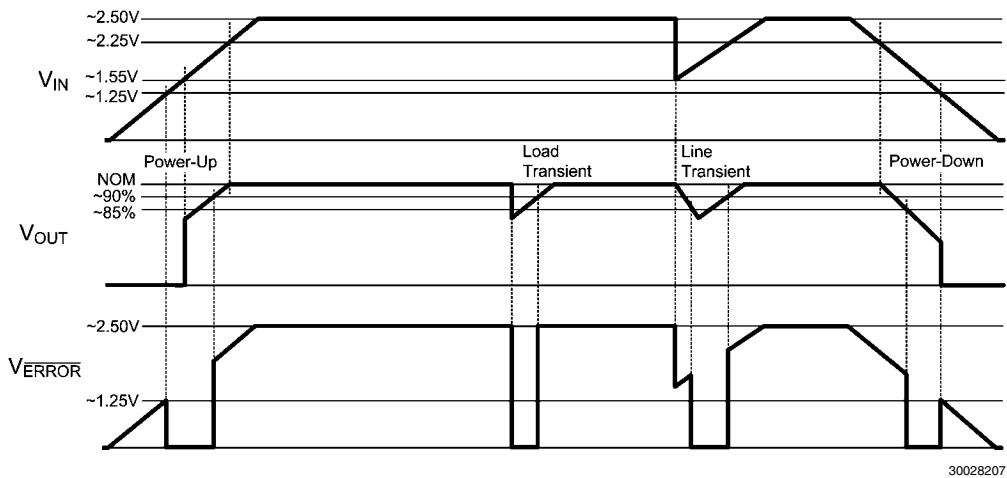 ~2.50V
~2.25V
V_IN
~1.55V
~1.25V
Power-Up
Load
Transient
Line
Transient
Power-Down
NOM
~90%
~85%
V_OUT
~2.50V
V_E̅R̅R̅O̅R̅
~1.25V
30028207